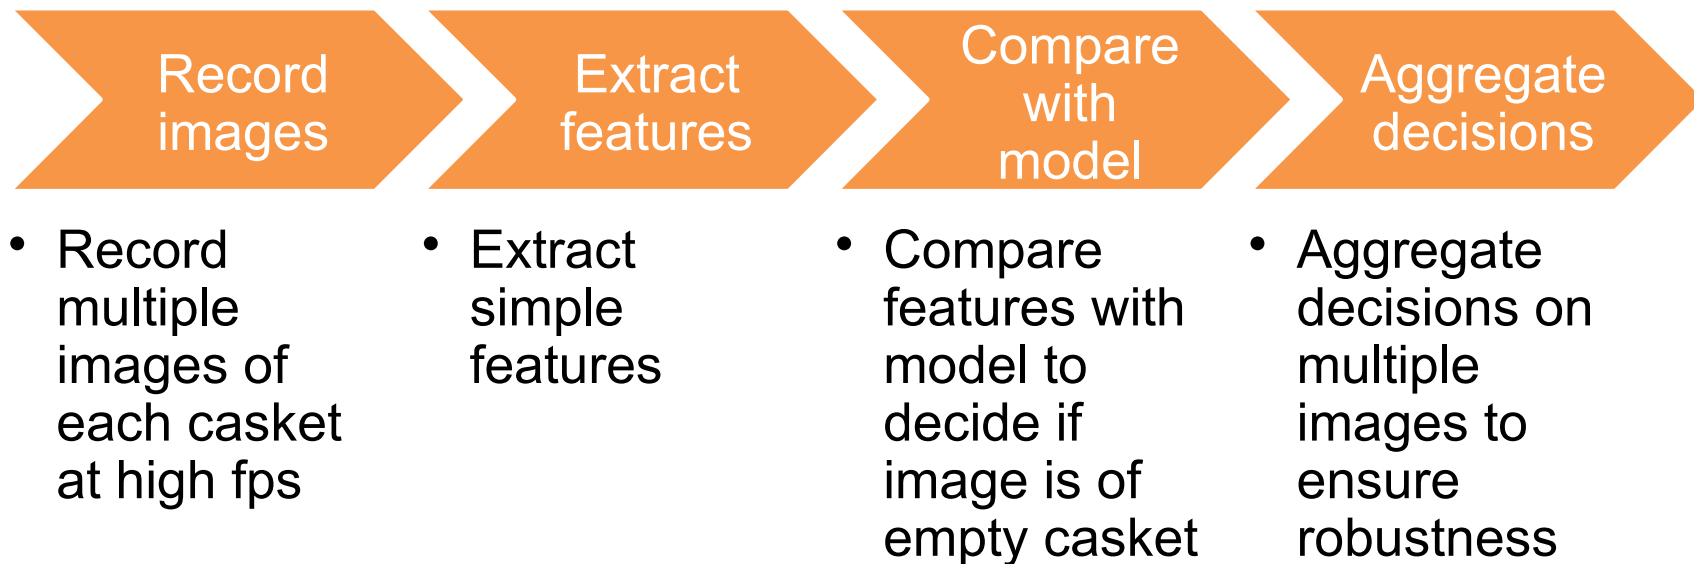 Record
images
Extract
features
Compare
with
model
Aggregate
decisions
• Record
multiple
images of
each casket
at high fps
• Extract
simple
features
• Compare
features with
model to
decide if
image is of
empty casket
• Aggregate
decisions on
multiple
images to
ensure
robustness